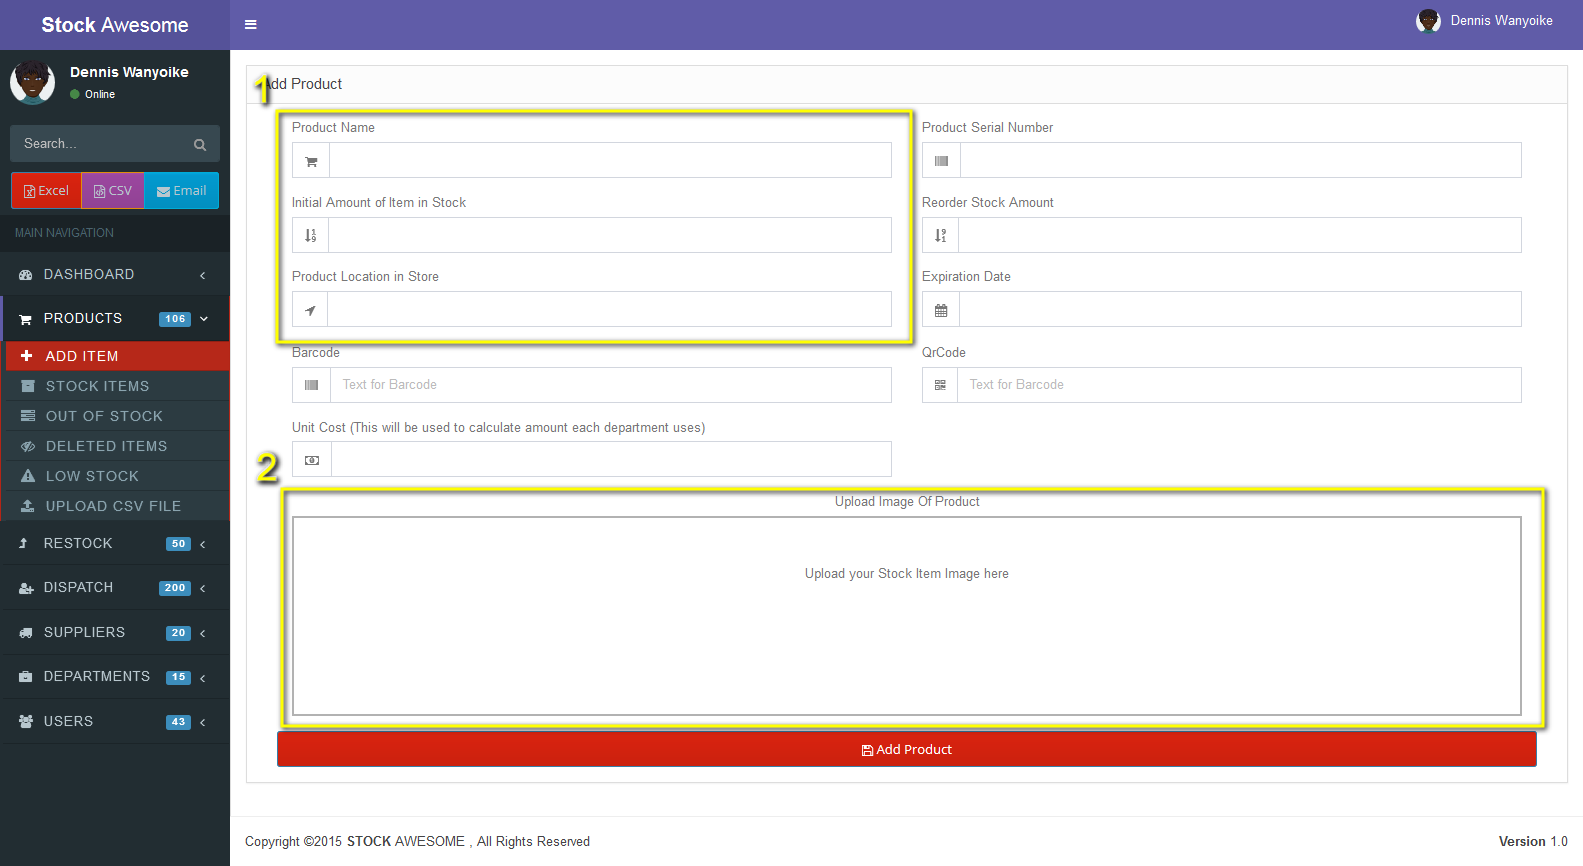 Stock Awesome
Dennis Wanyoike
Dennis Wanyoike
Online
Search...
Excel
CSV
Email
MAIN NAVIGATION
DASHBOARD
PRODUCTS 106
ADD ITEM
STOCK ITEMS
OUT OF STOCK
DELETED ITEMS
LOW STOCK
UPLOAD CSV FILE
RESTOCK 50
DISPATCH 200
SUPPLIERS 20
DEPARTMENTS 15
USERS 43
1
Add Product
Product Name
Product Serial Number
Initial Amount of Item in Stock
Reorder Stock Amount
Product Location in Store
Expiration Date
Barcode
QrCode
Text for Barcode
Text for Barcode
Unit Cost (This will be used to calculate amount each department uses)
2
Upload Image Of Product
Upload your Stock Item Image here
Add Product
Copyright ©2015 STOCK AWESOME , All Rights Reserved
Version 1.0